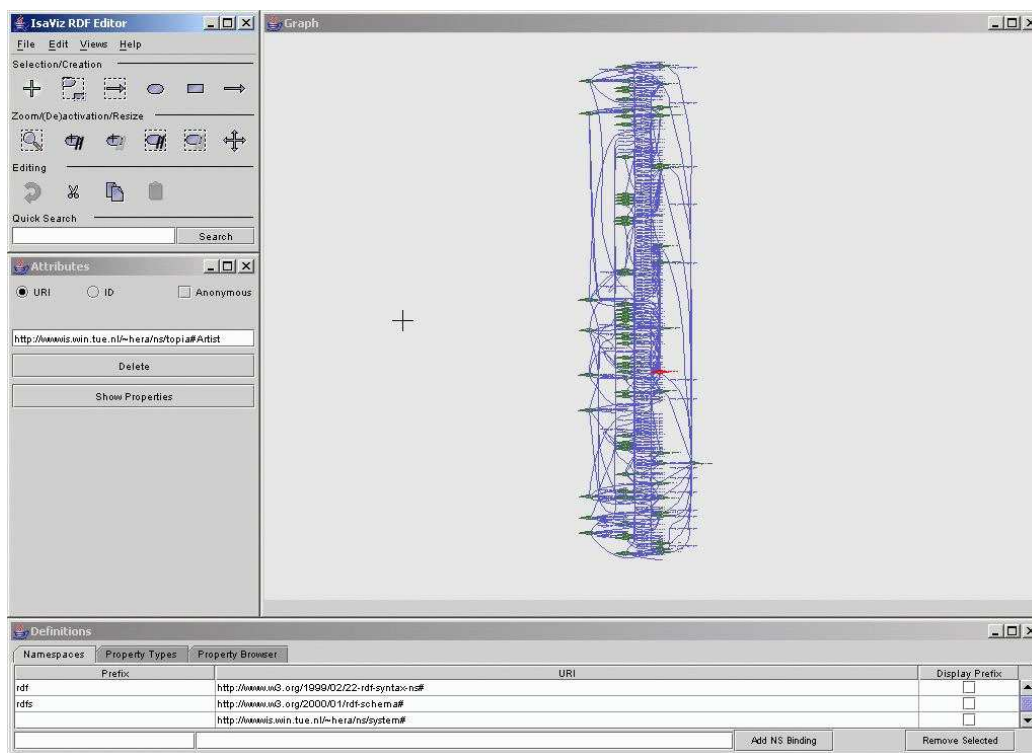 IsaViz RDF Editor
File Edit Views Help
Selection/Creation
Zoom/(De)activation/Resize
Editing
Quick Search
Search
Graph
Attributes
URI ID Anonymous
http://wwwis.win.tue.nl/~hera/ns/topia#Artist
Delete
Show Properties
Definitions
Namespaces Property Types Property Browser
Prefix URI Display Prefix
rdf http://www.w3.org/1999/02/22-rdf-syntax-ns#
rdfs http://www.w3.org/2000/01/rdf-schema#
http://wwwis.win.tue.nl/~hera/ns/system#
Add NS Binding Remove Selected